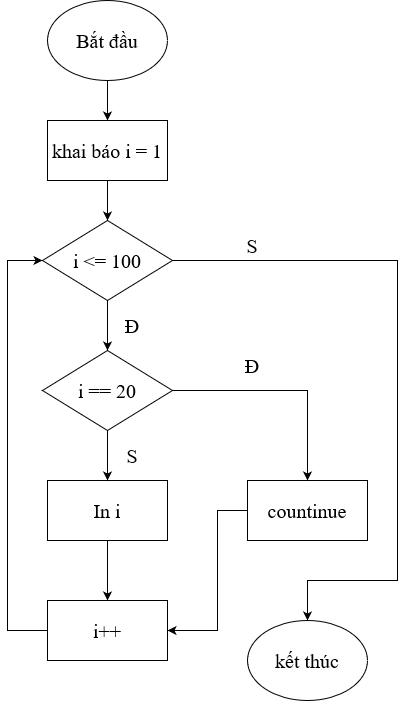 Bắt đầu
khai báo i = 1
i <= 100
S
Đ
i == 20
Đ
S
In i
countinue
i++
kết thúc